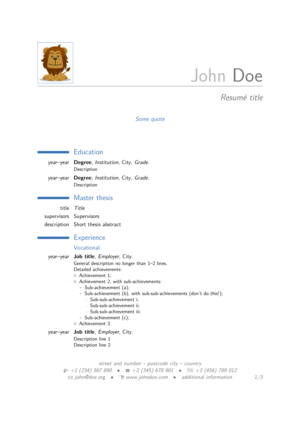 John Doe
Resumé title
Some quote
Education
year–year Degree, Institution, City, Grade.
Description
year–year Degree, Institution, City, Grade.
Description
Master thesis
title Title
supervisors Supervisors
description Short thesis abstract
Experience
Vocational
year–year Job title, Employer, City.
General description no longer than 1–2 lines.
Detailed achievements:
Achievement 1;
Achievement 2, with sub-achievements:
- Sub-achievement (a);
- Sub-achievement (b), with sub-sub-achievements (don't do this!);
· Sub-sub-achievement i;
· Sub-sub-achievement ii;
· Sub-sub-achievement iii;
- Sub-achievement (c);
Achievement 3.
year–year Job title, Employer, City.
Description line 1
Description line 2
street and number – postcode city – country
+1 (234) 567 890 • +2 (345) 678 901 • +3 (456) 789 012
john@doe.org • www.johndoe.com • additional information 1/3